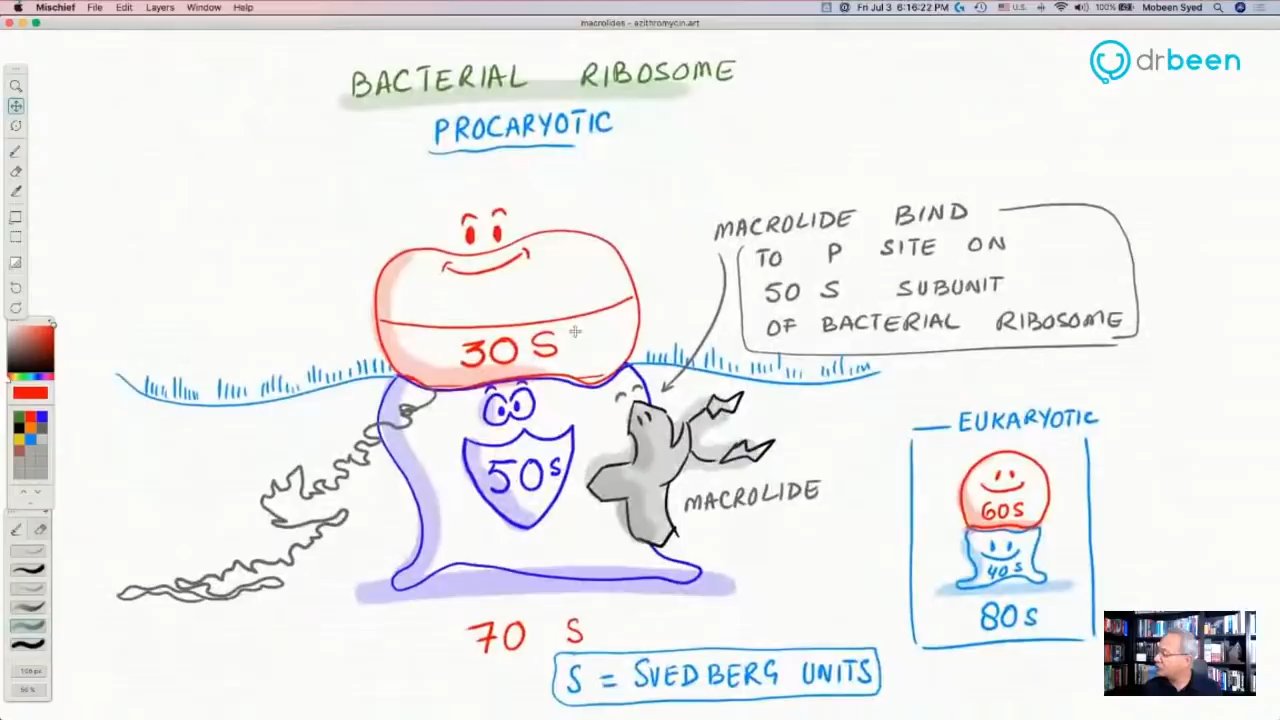 Mischief File Edit Layers Window Help
Fri Jul 3 6:16:22 PM U.S. 100% Mobeen Syed
macrolides - azithromycin.art
drbeen
BACTERIAL RIBOSOME
PROCARYOTIC
MACROLIDE BIND
TO P SITE ON
50 S SUBUNIT
OF BACTERIAL RIBOSOME
30S
50s
MACROLIDE
EUKARYOTIC
60s
40s
80s
70 S
S = SVEDBERG UNITS